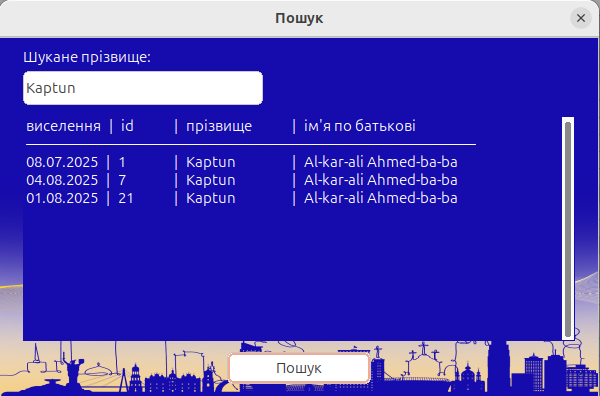 Пошук
Шукане прізвище:
Kaptun
виселення | id | прізвище | ім'я по батькові
08.07.2025 | 1 | Kaptun | Al-kar-ali Ahmed-ba-ba
04.08.2025 | 7 | Kaptun | Al-kar-ali Ahmed-ba-ba
01.08.2025 | 21 | Kaptun | Al-kar-ali Ahmed-ba-ba
Пошук